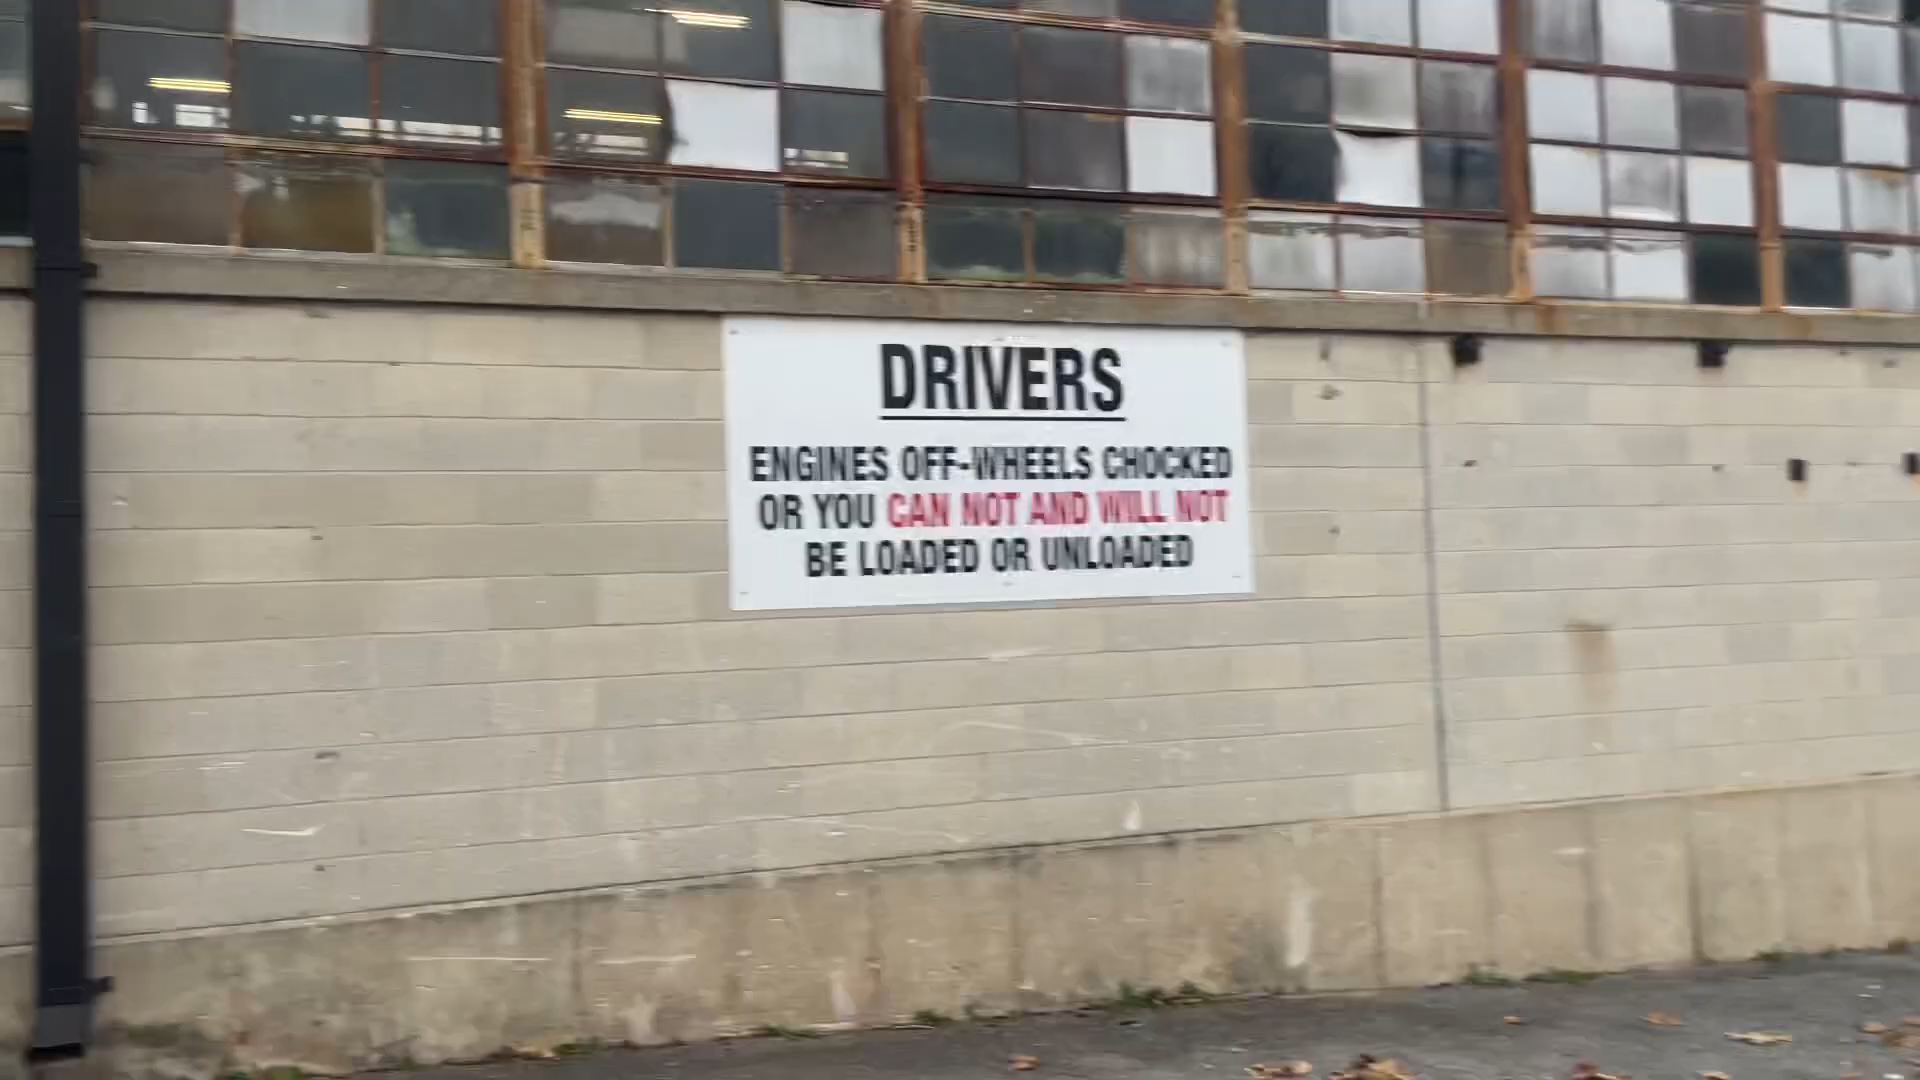 DRIVERS
ENGINES OFF-WHEELS CHOCKED
OR YOU CAN NOT AND WILL NOT
BE LOADED OR UNLOADED